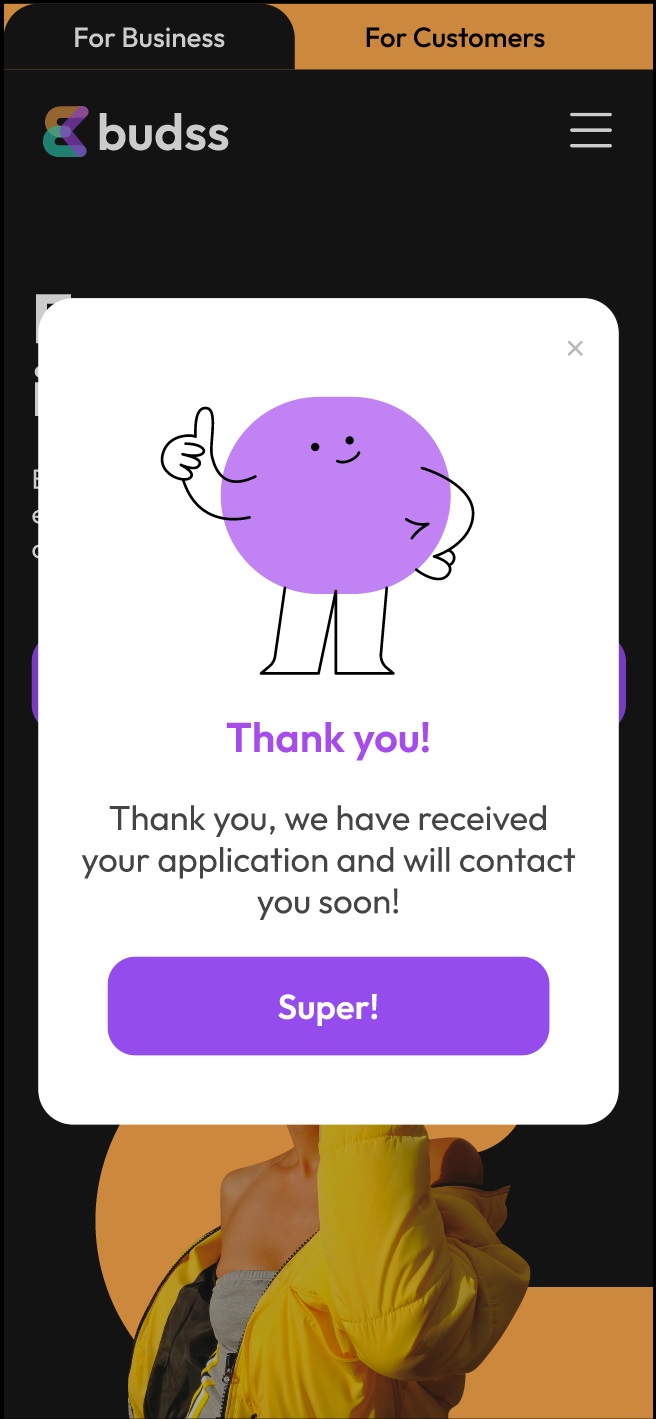 For Business
For Customers
budss
Thank you!
Thank you, we have received
your application and will contact
you soon!
Super!